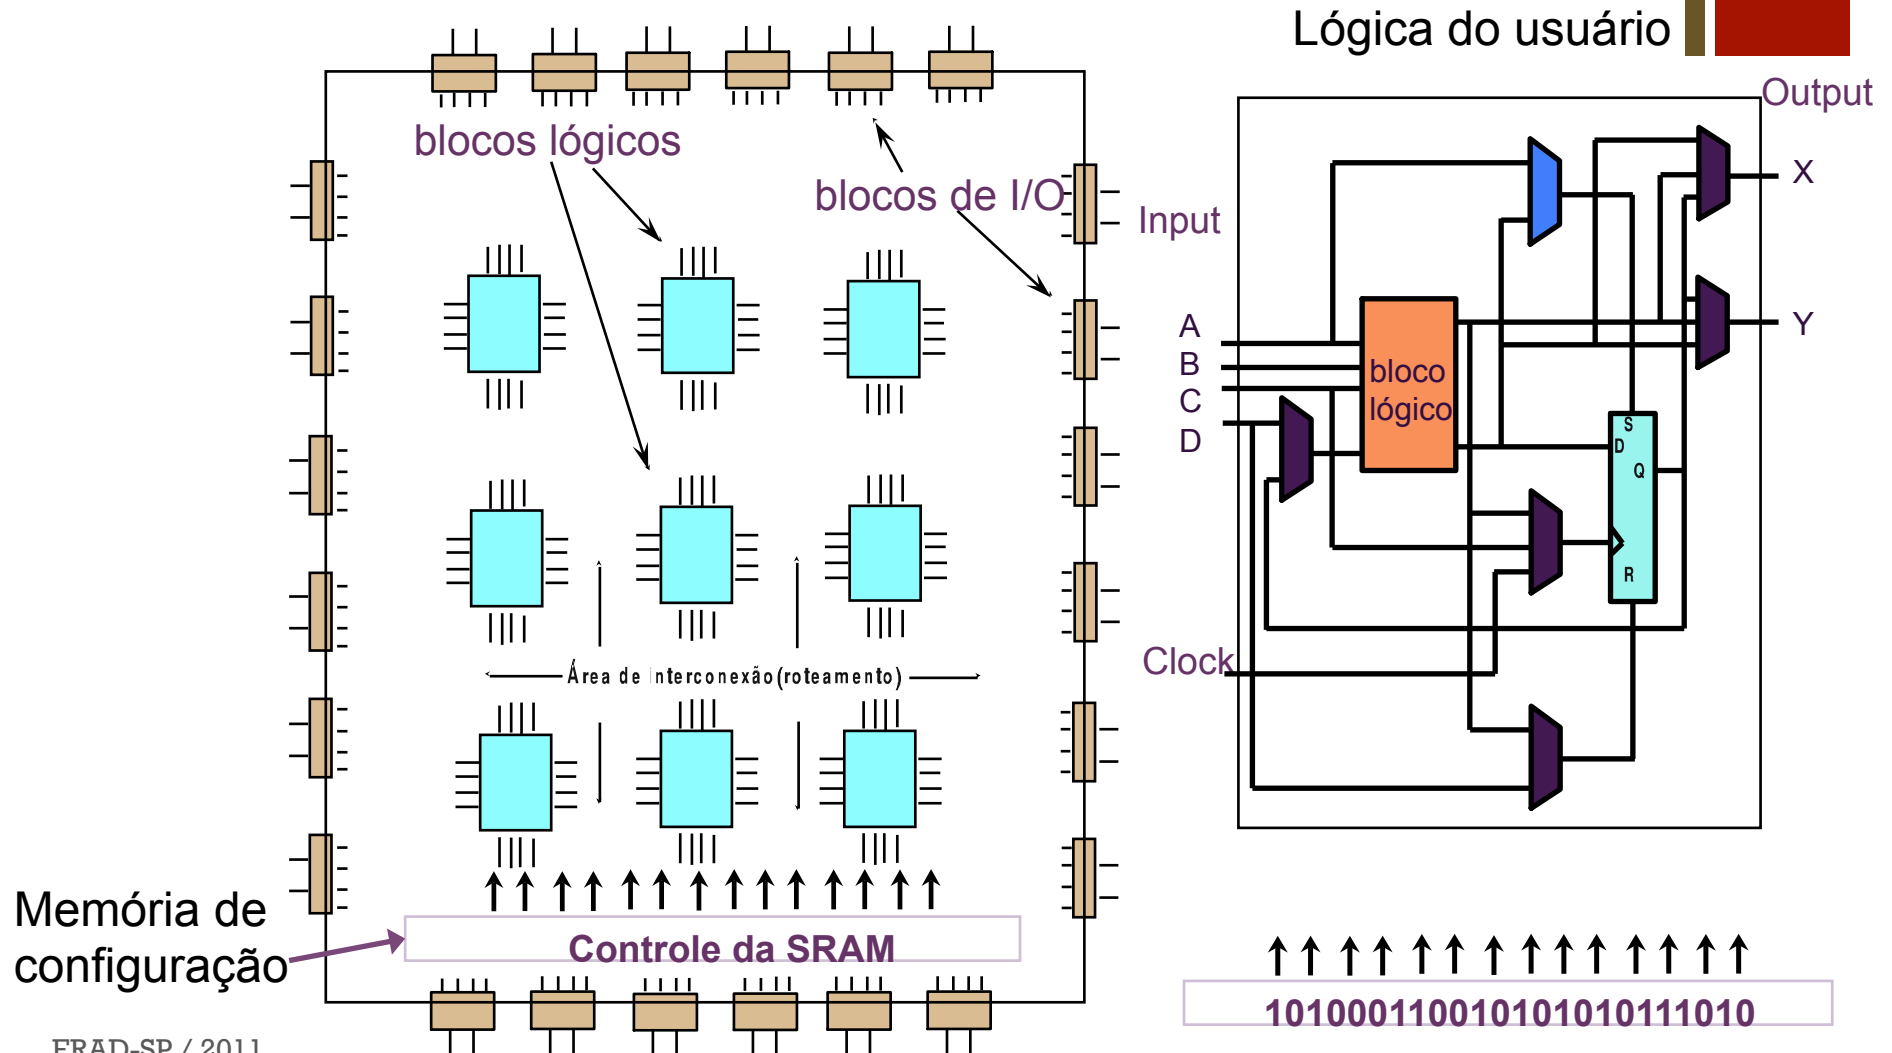 Lógica do usuário
Output
blocos lógicos
blocos de I/O
Input
X
Y
A
B
C
D
bloco
lógico
S
D
Q
R
Clock
Área de interconexão (roteamento)
Memória de
configuração
Controle da SRAM
1010001100101010101011010